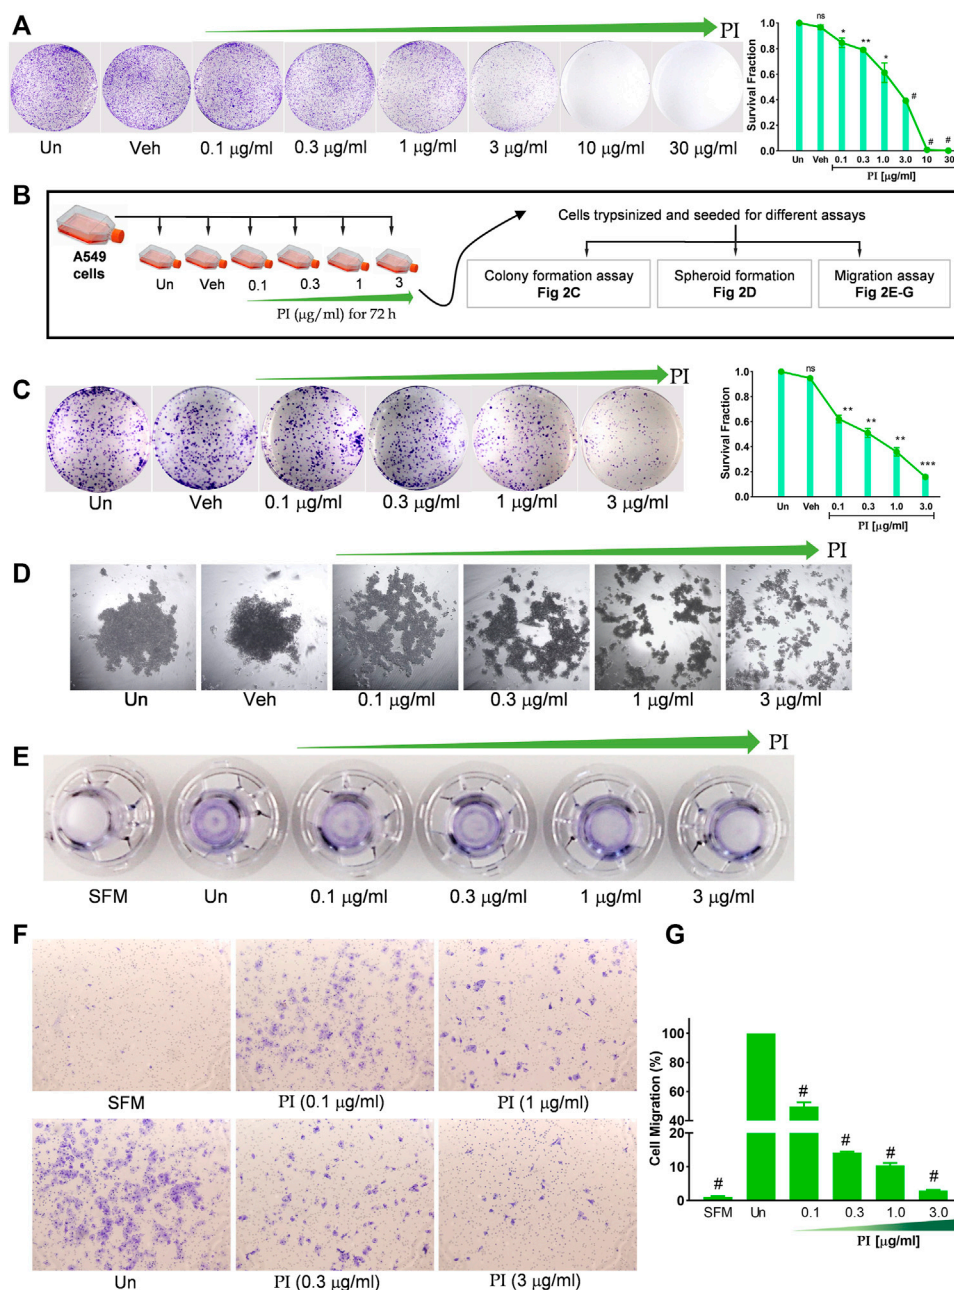 A
PI
Un
Veh
0.1 μg/ml
0.3 μg/ml
1 μg/ml
3 μg/ml
10 μg/ml
30 μg/ml
Survival Fraction
1.0
0.8
0.6
0.4
0.2
0.0
ns
*
**
*
#
#
#
Un
Veh
0.1
0.3
1.0
3.0
10
30
PI [μg/ml]
B
A549
cells
Un
Veh
0.1
0.3
1
3
PI (μg/ml) for 72 h
Cells trypsinized and seeded for different assays
Colony formation assay
Fig 2C
Spheroid formation
Fig 2D
Migration assay
Fig 2E-G
C
PI
Un
Veh
0.1 μg/ml
0.3 μg/ml
1 μg/ml
3 μg/ml
Survival Fraction
1.0
0.8
0.6
0.4
0.2
0.0
ns
**
**
**
***
Un
Veh
0.1
0.3
1.0
3.0
PI [μg/ml]
D
PI
Un
Veh
0.1 μg/ml
0.3 μg/ml
1 μg/ml
3 μg/ml
E
PI
SFM
Un
0.1 μg/ml
0.3 μg/ml
1 μg/ml
3 μg/ml
F
SFM
PI (0.1 μg/ml)
PI (1 μg/ml)
Un
PI (0.3 μg/ml)
PI (3 μg/ml)
G
Cell Migration (%)
100
80
60
40
20
10
0
#
#
#
#
#
SFM
Un
0.1
0.3
1.0
3.0
PI [μg/ml]